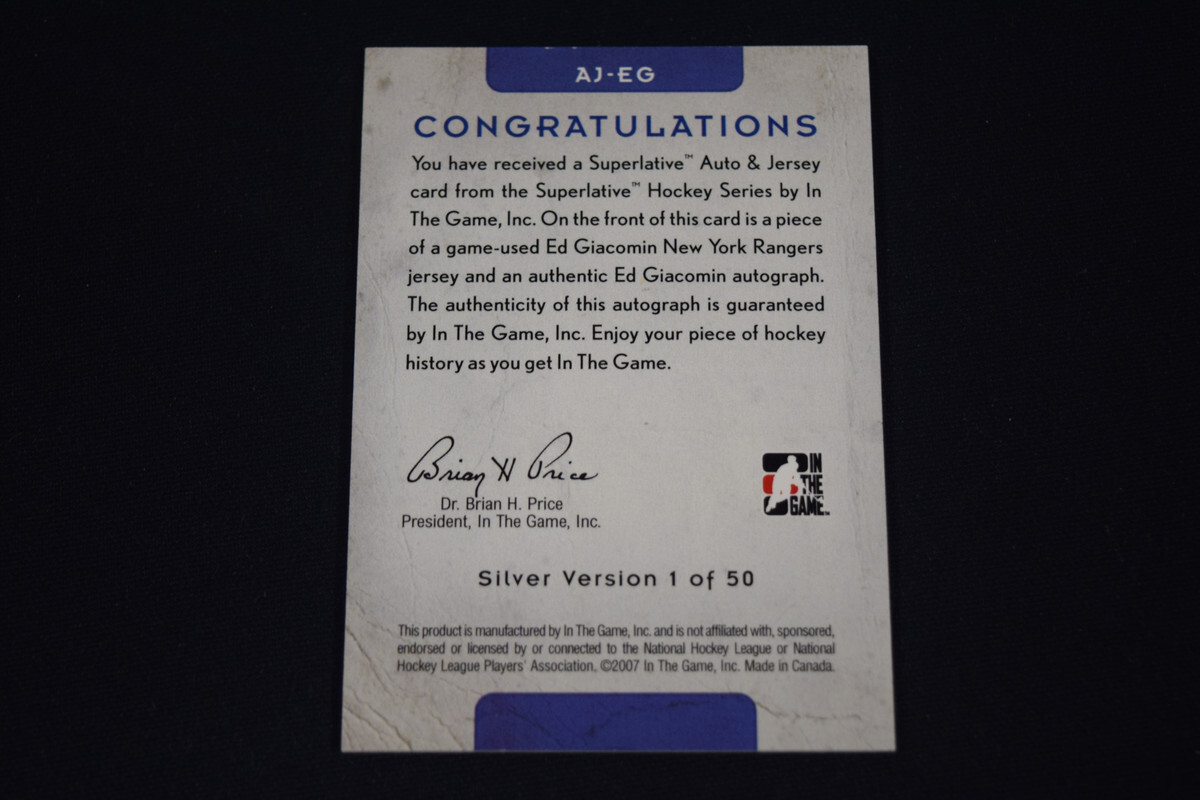 AJ-EG
CONGRATULATIONS
You have received a Superlative™ Auto & Jersey
card from the Superlative™ Hockey Series by In
The Game, Inc. On the front of this card is a piece
of a game-used Ed Giacomin New York Rangers
jersey and an authentic Ed Giacomin autograph.
The authenticity of this autograph is guaranteed
by In The Game, Inc. Enjoy your piece of hockey
history as you get In The Game.
Brian H Price
Dr. Brian H. Price
President, In The Game, Inc.
IN
THE
GAME
Silver Version 1 of 50
This product is manufactured by In The Game, Inc. and is not affiliated with, sponsored,
endorsed or licensed by or connected to the National Hockey League or National
Hockey League Players' Association. ©2007 In The Game, Inc. Made in Canada.